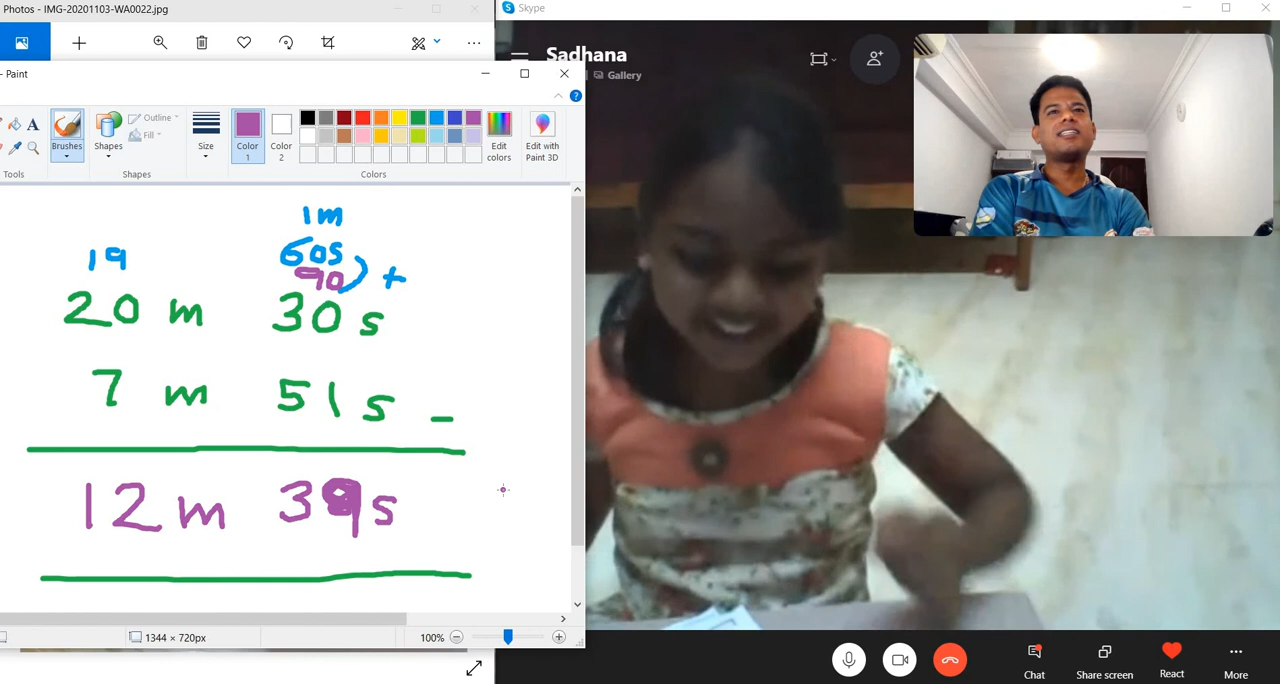 Photos - IMG-20201103-WA0022.jpg
- Paint
Brushes
Shapes
Outline
Fill
Size
Color 1
Color 2
Edit colors
Edit with Paint 3D
Tools
Shapes
Colors
1m
60s
19
90
+
20 m 30 s
7 m 51 s -
12 m 39 s
1344 × 720px
100%
Skype
Sadhana
Gallery
Chat
Share screen
React
More